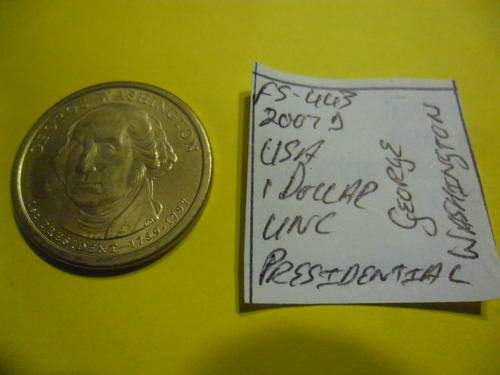 GEORGE WASHINGTON
1st PRESIDENT 1789-1797
FS-443
2007 D
USA
1 DOLLAR
UNC
PRESIDENTIAL
GEORGE
WASHINGTON